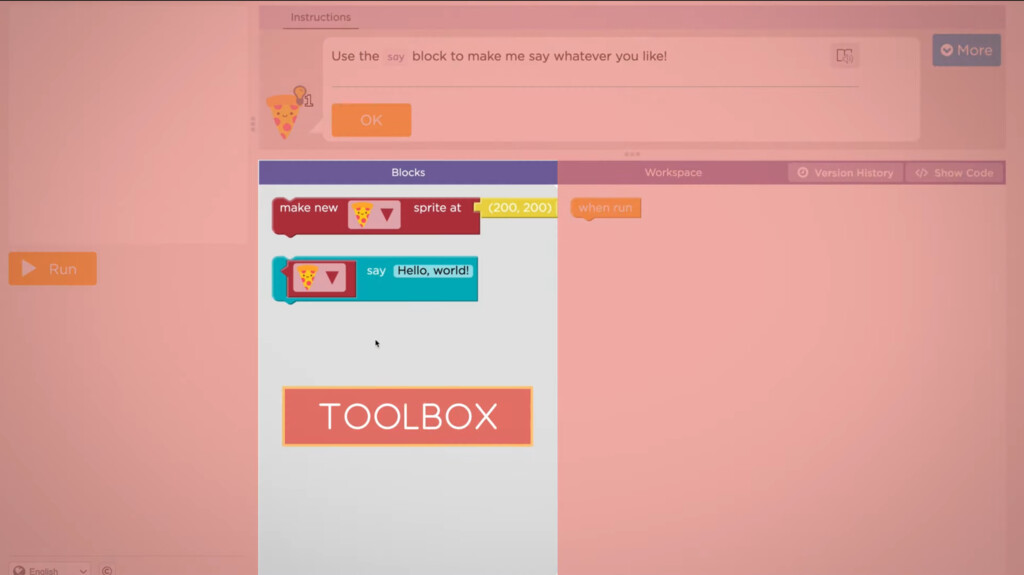 Instructions
Use the say block to make me say whatever you like!
More
1
OK
Blocks
Workspace
Version History
</> Show Code
make new sprite at (200, 200)
when run
Run
say Hello, world!
TOOLBOX
English
©